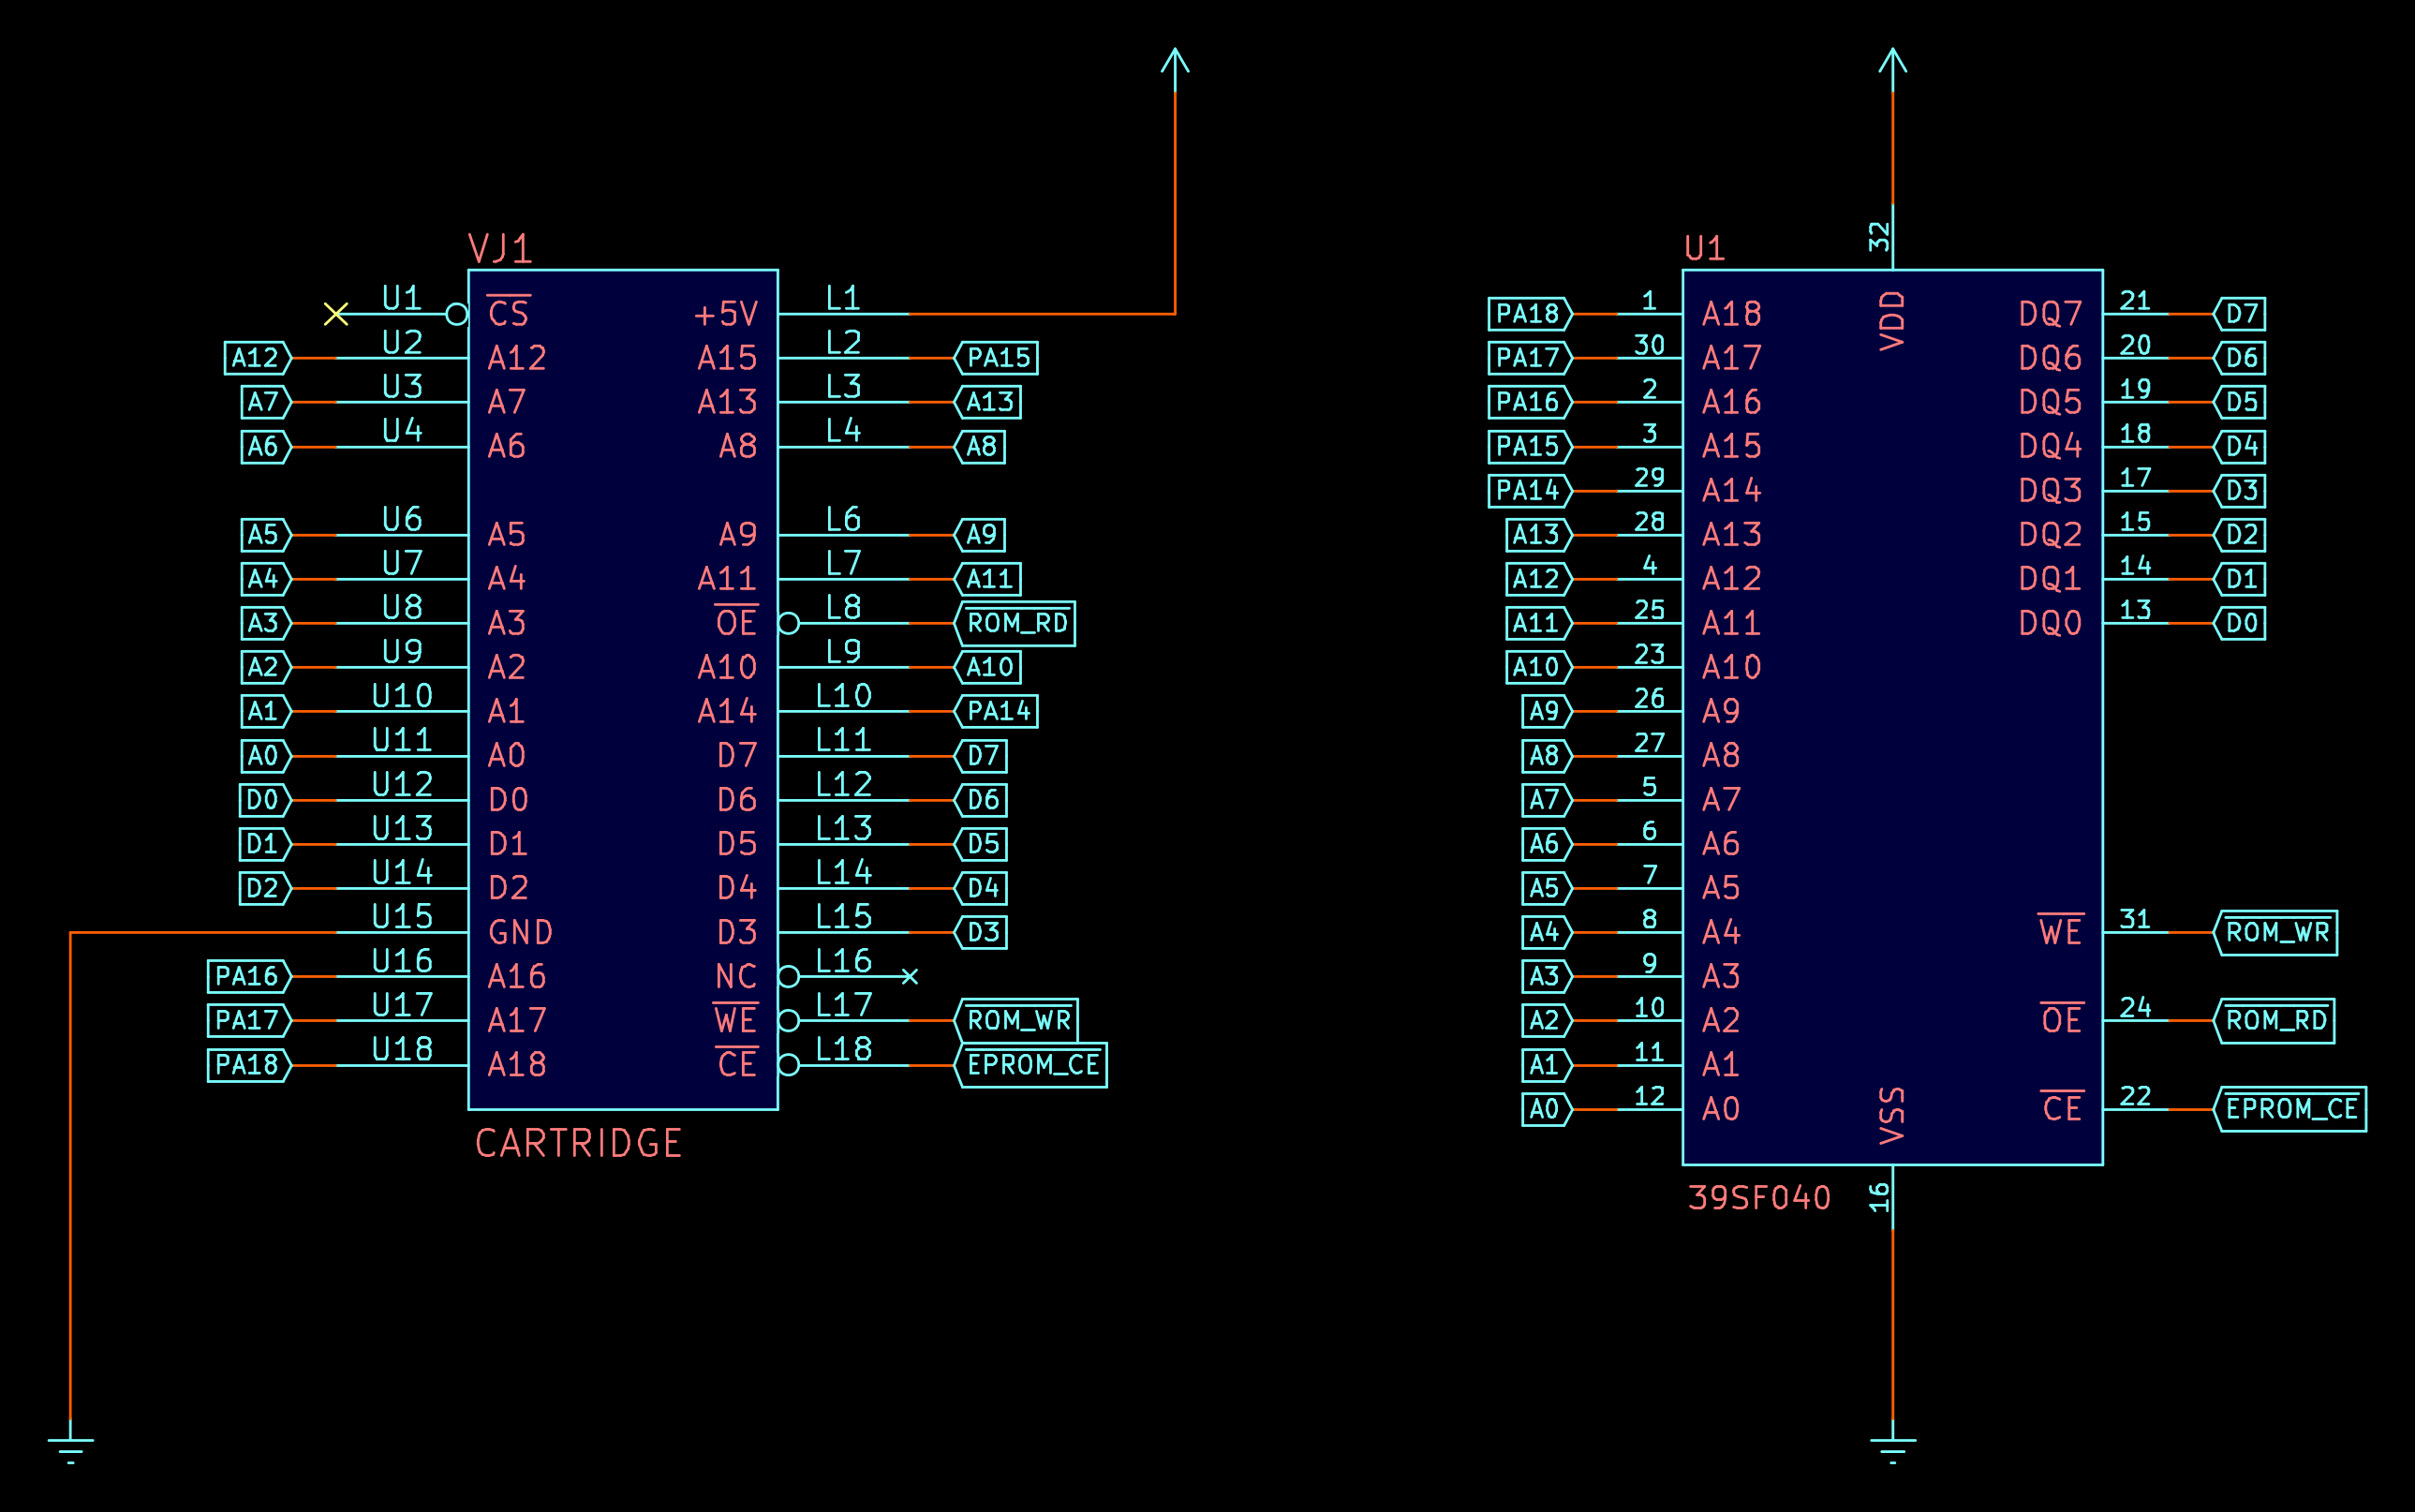 VJ1
U1 CS +5V L1
A12 U2 A12 A15 L2 PA15
A7 U3 A7 A13 L3 A13
A6 U4 A6 A8 L4 A8
A5 U6 A5 A9 L6 A9
A4 U7 A4 A11 L7 A11
A3 U8 A3 OE L8 ROM_RD
A2 U9 A2 A10 L9 A10
A1 U10 A1 A14 L10 PA14
A0 U11 A0 D7 L11 D7
D0 U12 D0 D6 L12 D6
D1 U13 D1 D5 L13 D5
D2 U14 D2 D4 L14 D4
U15 GND D3 L15 D3
PA16 U16 A16 NC L16
PA17 U17 A17 WE L17 ROM_WR
PA18 U18 A18 CE L18 EPROM_CE
CARTRIDGE
U1
32
VDD
PA18 1 A18 DQ7 21 D7
PA17 30 A17 DQ6 20 D6
PA16 2 A16 DQ5 19 D5
PA15 3 A15 DQ4 18 D4
PA14 29 A14 DQ3 17 D3
A13 28 A13 DQ2 15 D2
A12 4 A12 DQ1 14 D1
A11 25 A11 DQ0 13 D0
A10 23 A10
A9 26 A9
A8 27 A8
A7 5 A7
A6 6 A6
A5 7 A5
A4 8 A4 WE 31 ROM_WR
A3 9 A3
A2 10 A2 OE 24 ROM_RD
A1 11 A1
A0 12 A0 CE 22 EPROM_CE
VSS
16
39SF040